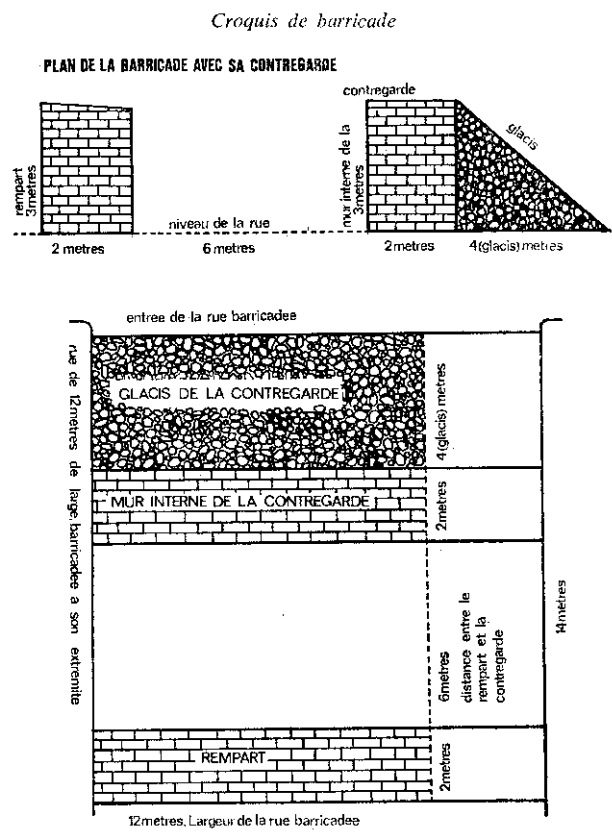 Croquis de barricade
PLAN DE LA BARRICADE AVEC SA CONTREGARDE
contregarde
glacis
rempart
3metres
mur interne de la
3metres
niveau de la rue
2 metres
6 metres
2metres
4(glacis)metres
entree de la rue barricadee
rue de 12metres de large, barricadee a son extremite
GLACIS DE LA CONTREGARDE
4(glacis) metres
MUR INTERNE DE LA CONTREGARDE
2metres
14metres
6metres
distance entre le
rempart et la
contregarde
REMPART
2metres
12metres, Largeur de la rue barricadee